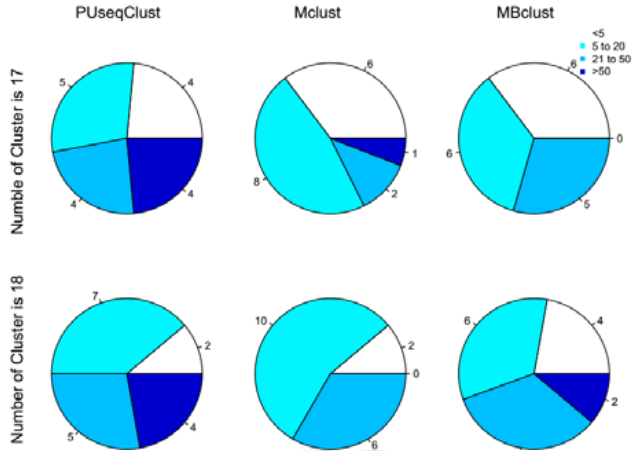 PUseqClust Mclust MBclust
<5
5 to 20
21 to 50
>50
Numble of Cluster is 17
5 4 4 4
6 8 2 1
6 6 5 0
Number of Cluster is 18
7 2 5 4
10 2 0 6
6 4 2